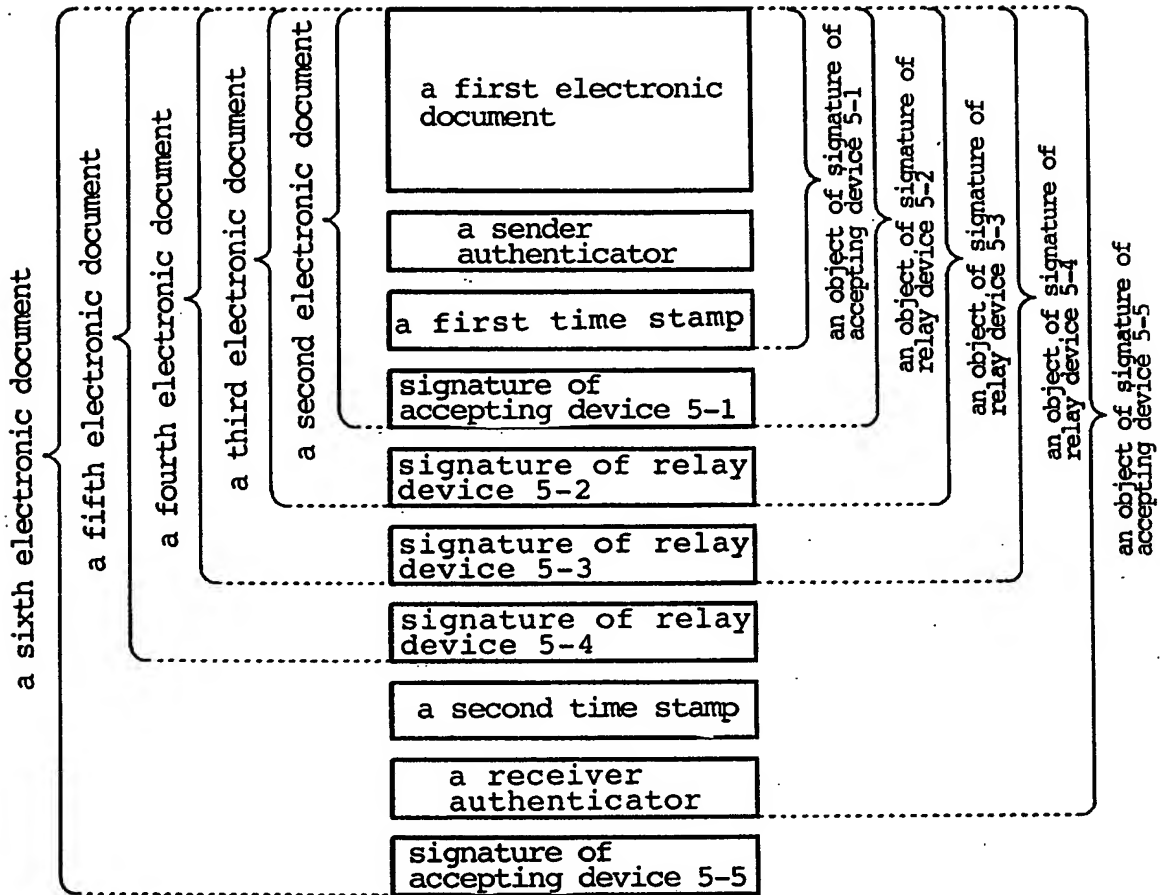 a sixth electronic document
a fifth electronic document
a fourth electronic document
a third electronic document
a second electronic document
a first electronic
document
a sender
authenticator
a first time stamp
signature of
accepting device 5-1
signature of relay
device 5-2
signature of relay
device 5-3
signature of relay
device 5-4
a second time stamp
a receiver
authenticator
signature of
accepting device 5-5
an object of signature of
accepting device 5-1
an object of signature of
relay device 5-2
an object of signature of
relay device 5-3
an object of signature of
relay device 5-4
an object of signature of
accepting device 5-5